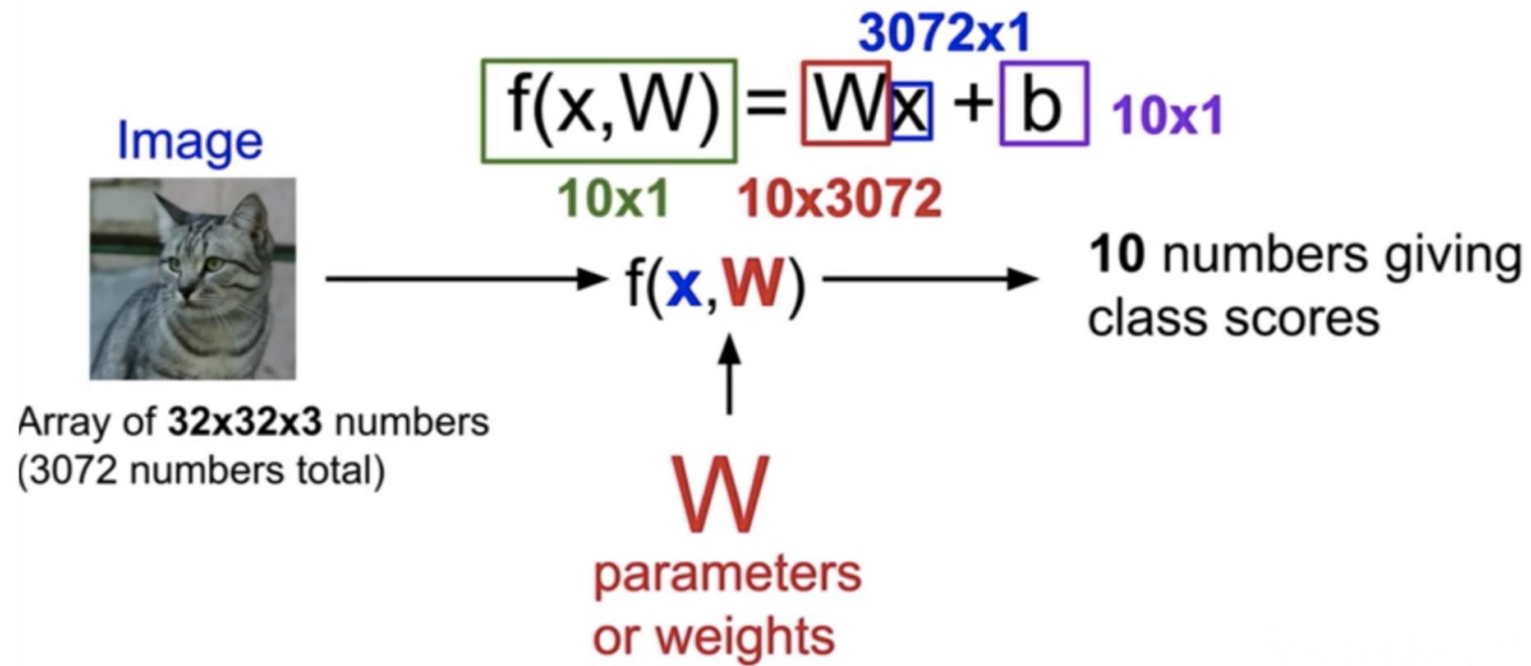 3072x1
f(x,W) = Wx + b 10x1
Image
10x1 10x3072
f(x,W)
10 numbers giving
class scores
Array of 32x32x3 numbers
(3072 numbers total)
W
parameters
or weights